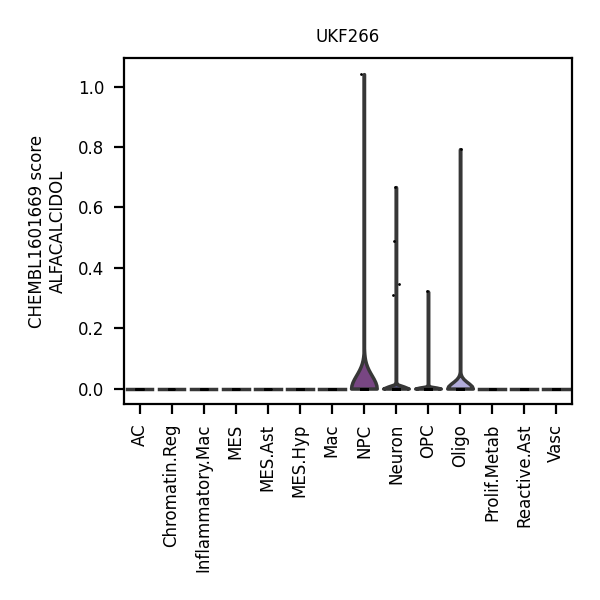 UKF266
CHEMBL1601669 score
ALFACALCIDOL
1.0
0.8
0.6
0.4
0.2
0.0
AC
Chromatin.Reg
Inflammatory.Mac
MES
MES.Ast
MES.Hyp
Mac
NPC
Neuron
OPC
Oligo
Prolif.Metab
Reactive.Ast
Vasc